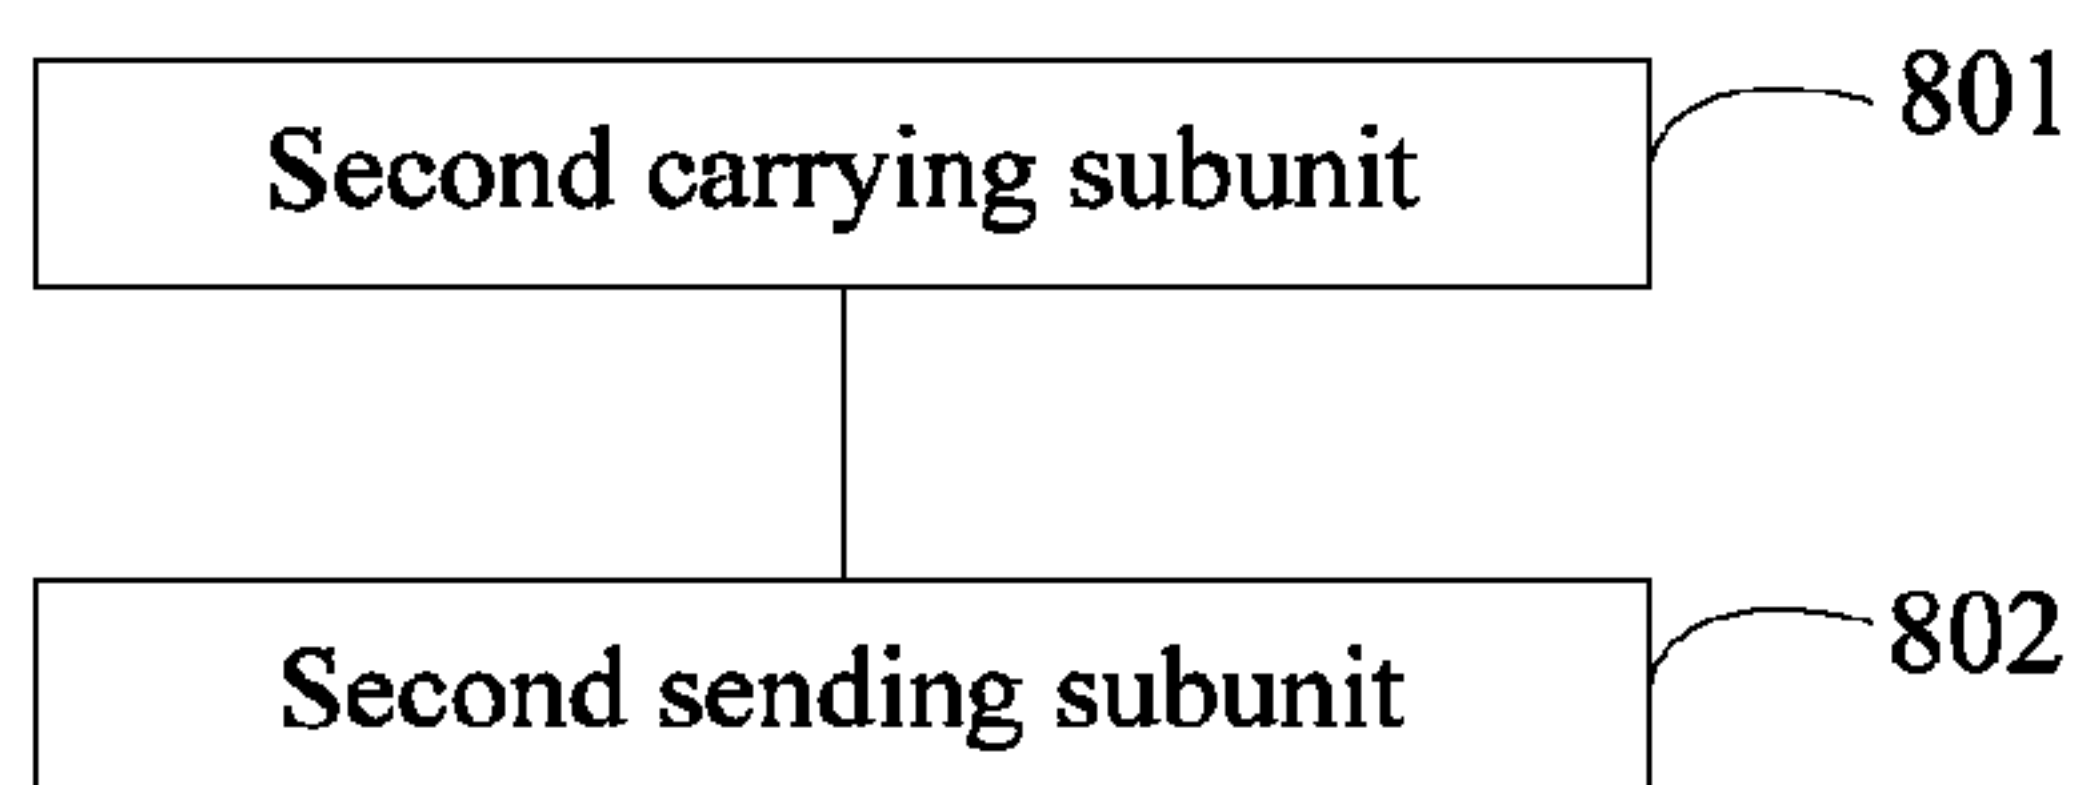 801
Second carrying subunit
802
Second sending subunit